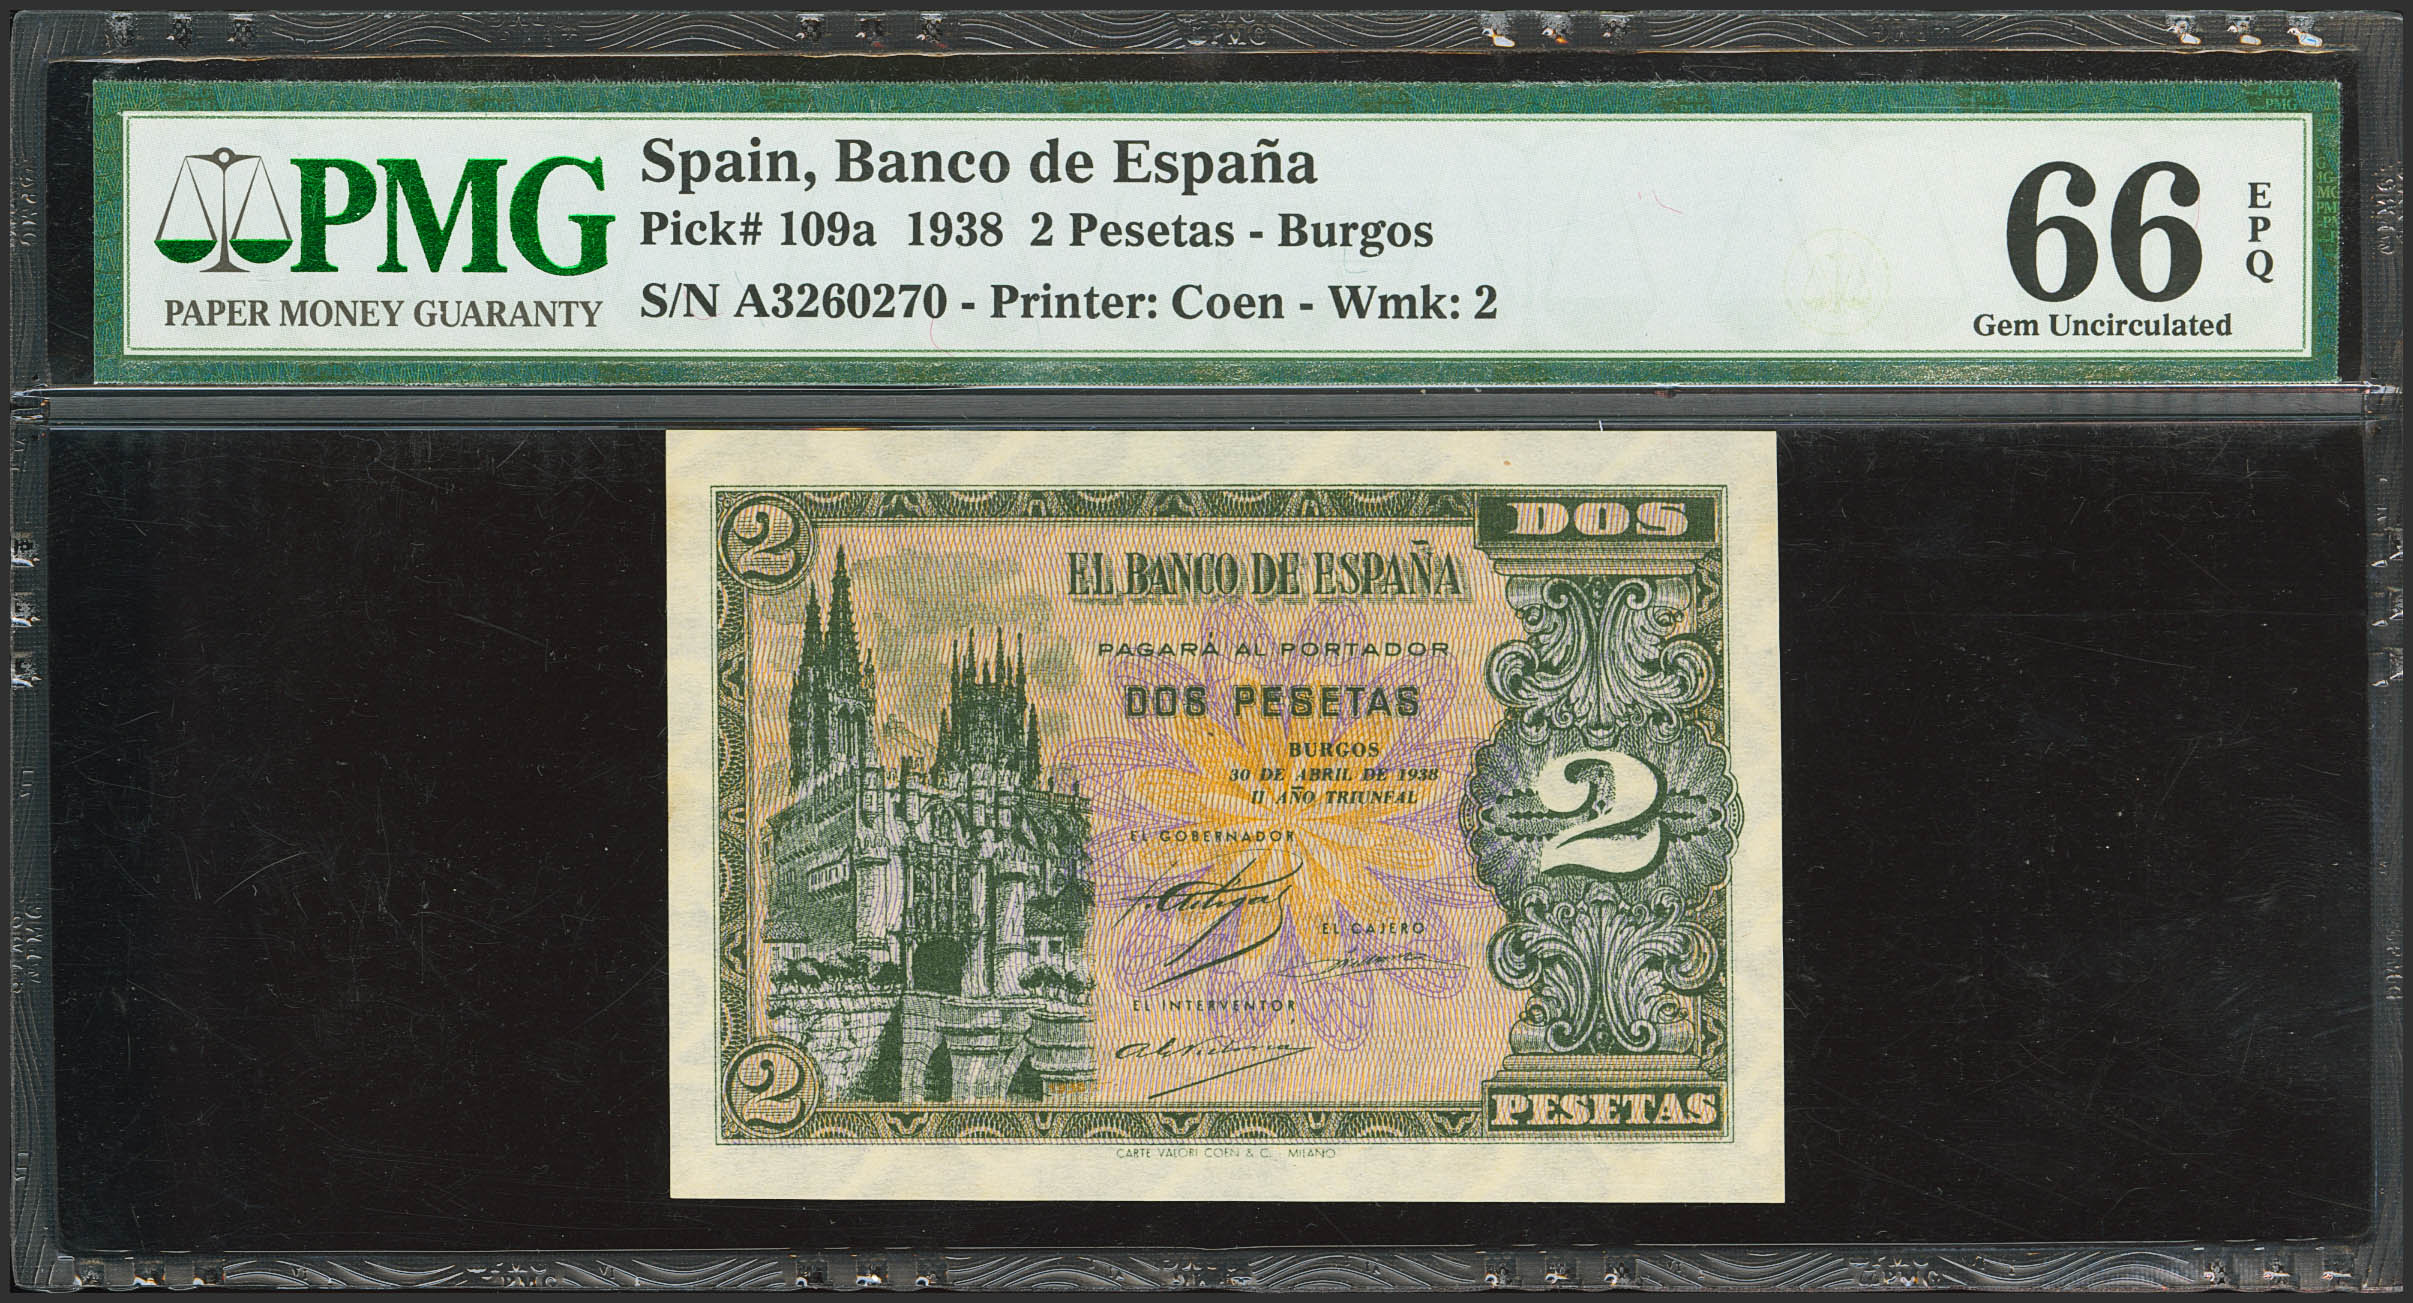 PMG
PAPER MONEY GUARANTY
Spain, Banco de España
Pick# 109a 1938 2 Pesetas - Burgos
S/N A3260270 - Printer: Coen - Wmk: 2
66
EPQ
Gem Uncirculated
2
DOS
EL BANCO DE ESPAÑA
PAGARÁ AL PORTADOR
DOS PESETAS
BURGOS
30 DE ABRIL DE 1938
II AÑO TRIUNFAL
2
EL GOBERNADOR
EL CAJERO
EL INTERVENTOR
2
PESETAS
CARTE VALORI COEN & C. - MILANO